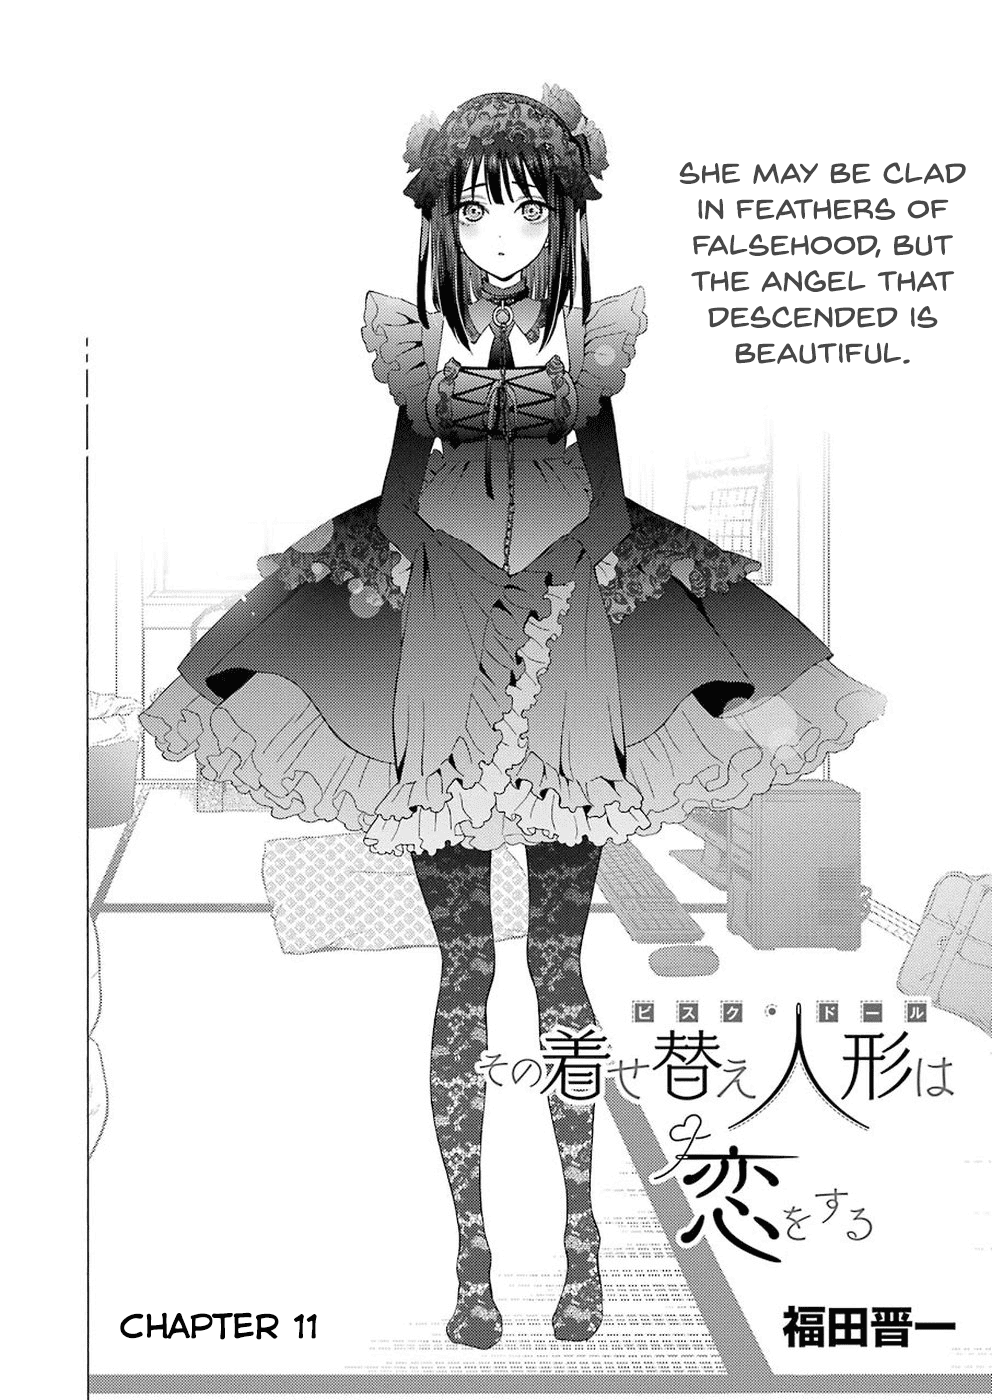 SHE MAY BE CLAD
IN FEATHERS OF
FALSEHOOD, BUT
THE ANGEL THAT
DESCENDED IS
BEAUTIFUL.
ビスク・ドール
その着せ替え人形は
恋をする
CHAPTER 11
福田晋一